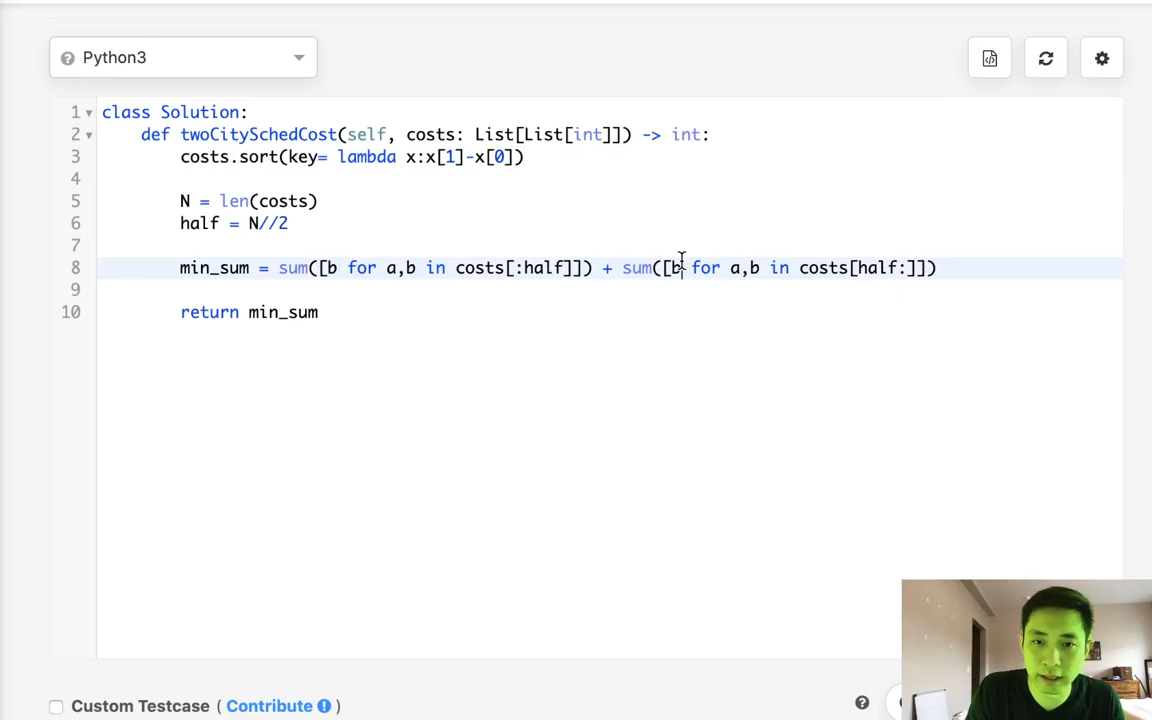 Python3
1 class Solution:
2 def twoCitySchedCost(self, costs: List[List[int]]) -> int:
3 costs.sort(key= lambda x:x[1]-x[0])
4
5 N = len(costs)
6 half = N//2
7
8 min_sum = sum([b for a,b in costs[:half]]) + sum([b for a,b in costs[half:]])
9
10 return min_sum
Custom Testcase ( Contribute )